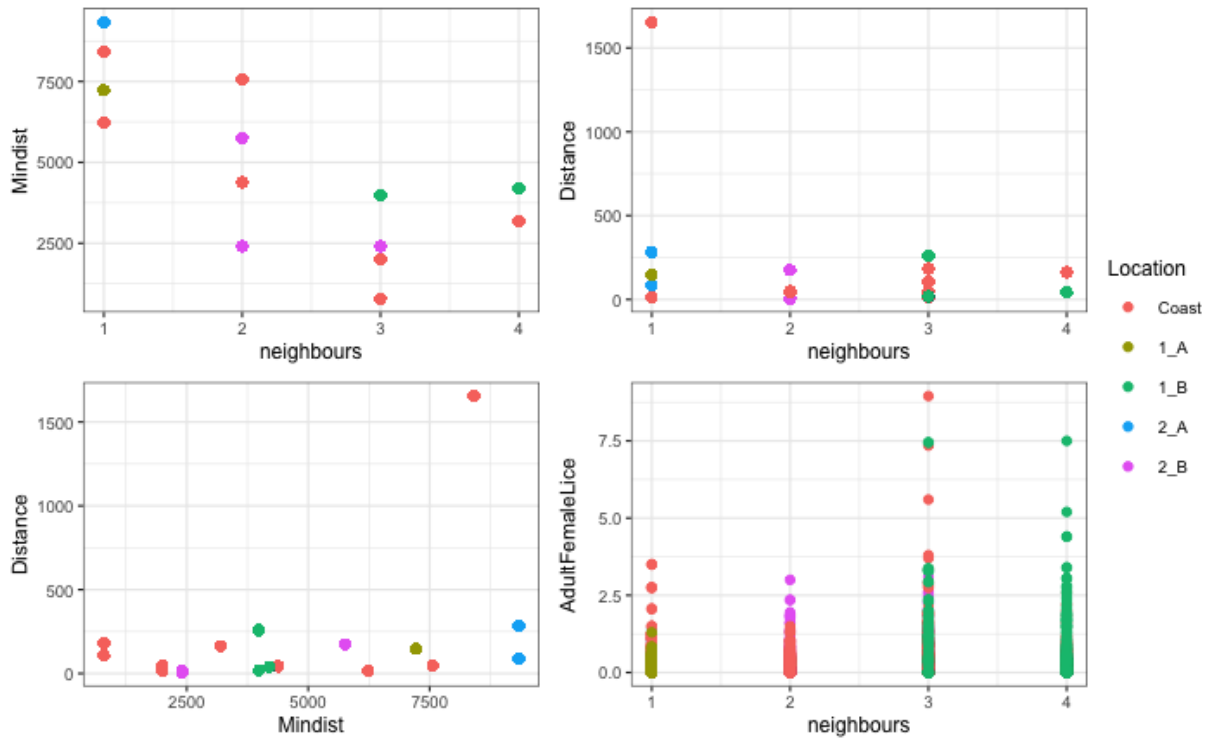 7500
5000
2500
Mindist
1
2
3
4
neighbours
1500
1000
500
0
Distance
1
2
3
4
neighbours
1500
1000
500
0
Distance
2500
5000
7500
Mindist
7.5
5.0
2.5
0.0
AdultFemaleLice
1
2
3
4
neighbours
Location
Coast
1_A
1_B
2_A
2_B